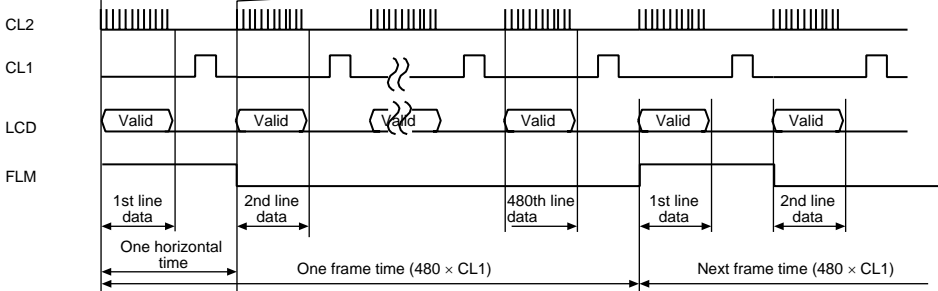 CL2
CL1
LCD
Valid
Valid
Valid
Valid
Valid
Valid
FLM
1st line
data
2nd line
data
480th line
data
1st line
data
2nd line
data
One horizontal
time
One frame time (480 × CL1)
Next frame time (480 × CL1)